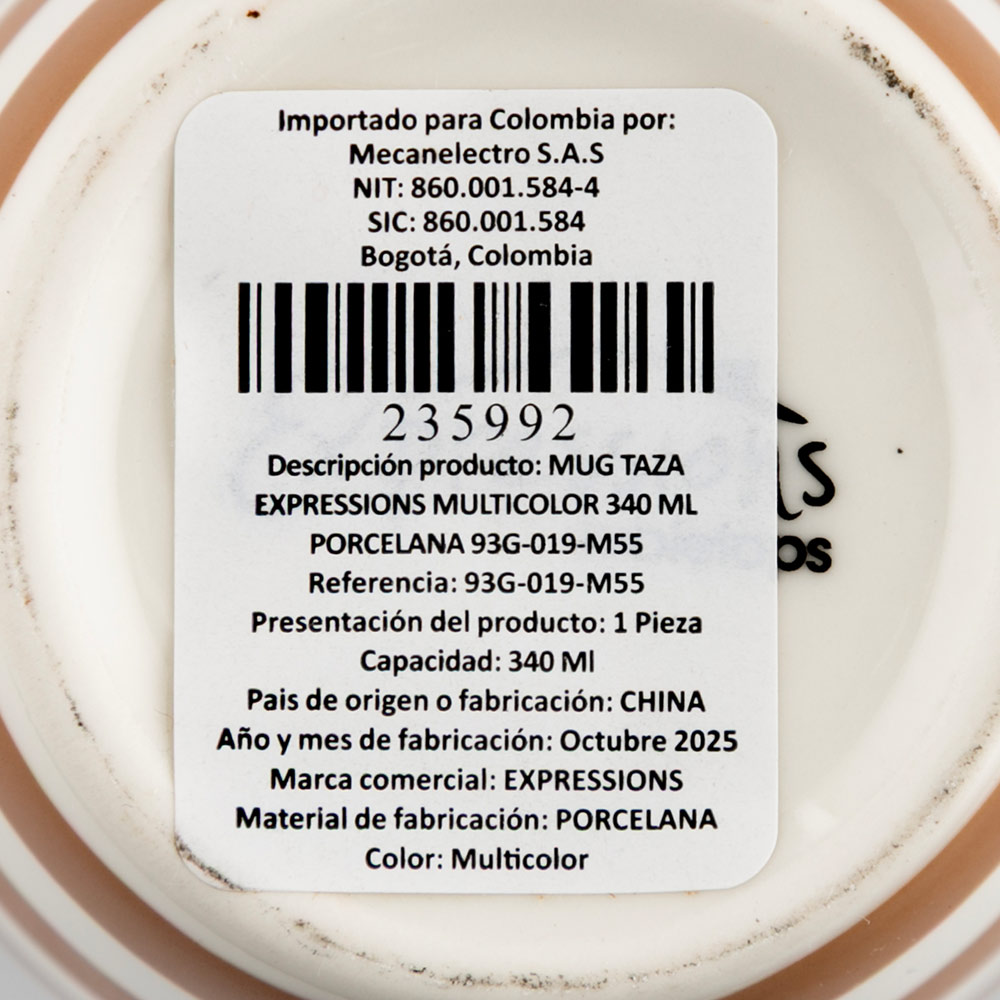 Importado para Colombia por:
Mecanelectro S.A.S
NIT: 860.001.584-4
SIC: 860.001.584
Bogotá, Colombia
235992
Descripción producto: MUG TAZA
EXPRESSIONS MULTICOLOR 340 ML
PORCELANA 93G-019-M55
Referencia: 93G-019-M55
Presentación del producto: 1 Pieza
Capacidad: 340 Ml
Pais de origen o fabricación: CHINA
Año y mes de fabricación: Octubre 2025
Marca comercial: EXPRESSIONS
Material de fabricación: PORCELANA
Color: Multicolor